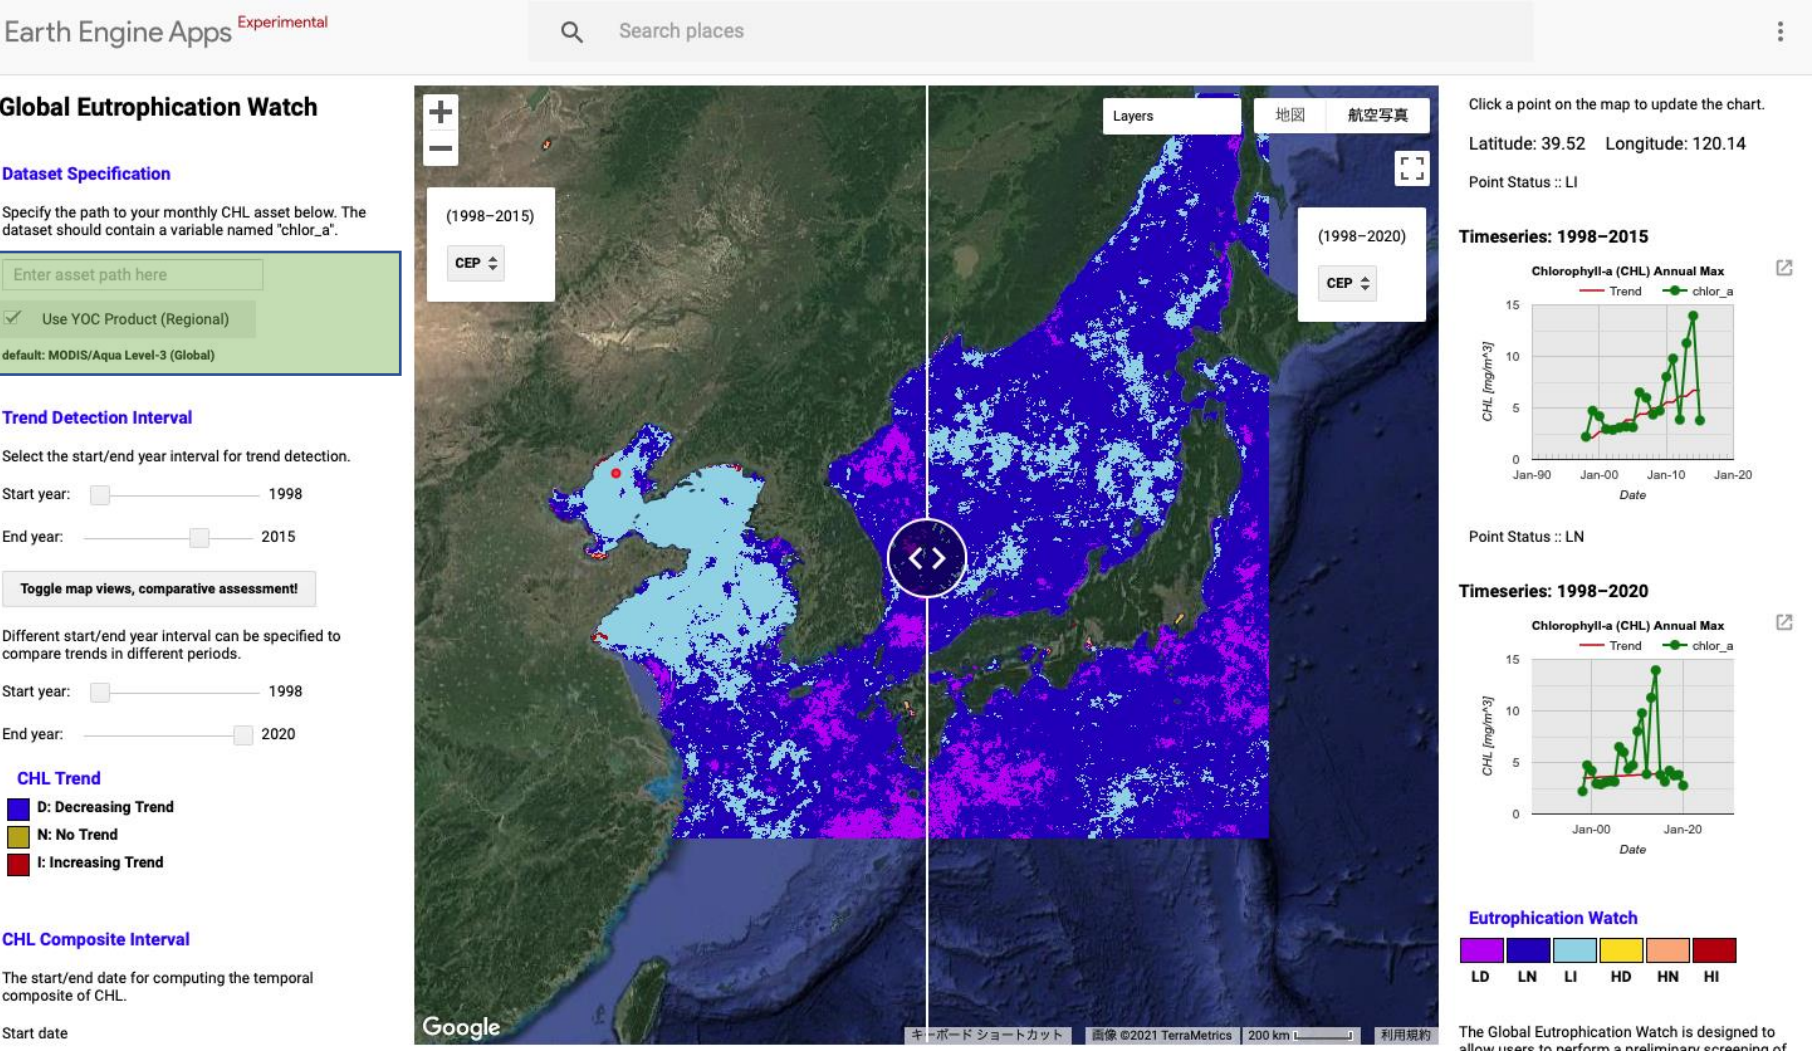 Earth Engine Apps Experimental
Search places
Global Eutrophication Watch
Dataset Specification
Specify the path to your monthly CHL asset below. The
dataset should contain a variable named "chlor_a".
Enter asset path here
Use YOC Product (Regional)
default: MODIS/Aqua Level-3 (Global)
Trend Detection Interval
Select the start/end year interval for trend detection.
Start year: 1998
End year: 2015
Toggle map views, comparative assessment!
Different start/end year interval can be specified to
compare trends in different periods.
Start year: 1998
End year: 2020
CHL Trend
D: Decreasing Trend
N: No Trend
I: Increasing Trend
CHL Composite Interval
The start/end date for computing the temporal
composite of CHL.
Start date
+
−
(1998–2015)
CEP
Layers
地図 航空写真
(1998–2020)
CEP
Google
キーボード ショートカット 画像 ©2021 TerraMetrics 200 km 利用規約
Click a point on the map to update the chart.
Latitude: 39.52 Longitude: 120.14
Point Status :: LI
Timeseries: 1998–2015
Chlorophyll-a (CHL) Annual Max
Trend chlor_a
CHL [mg/m^3]
15
10
5
0
Jan-90 Jan-00 Jan-10 Jan-20
Date
Point Status :: LN
Timeseries: 1998–2020
Chlorophyll-a (CHL) Annual Max
Trend chlor_a
CHL [mg/m^3]
15
10
5
0
Jan-00 Jan-20
Date
Eutrophication Watch
LD LN LI HD HN HI
The Global Eutrophication Watch is designed to
allow users to perform a preliminary screening of